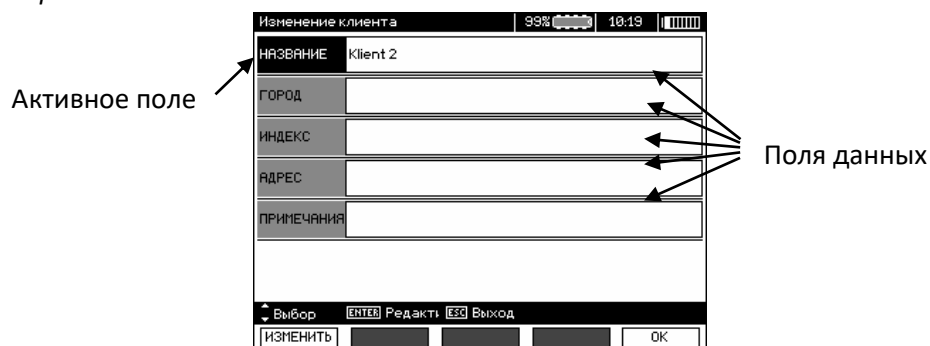 Изменение клиента 99% 10:19
НАЗВАНИЕ Klient 2
Активное поле
ГОРОД
ИНДЕКС
Поля данных
АДРЕС
ПРИМЕЧАНИЯ
Выбор ENTER Редакти ESC Выход
ИЗМЕНИТЬ OK